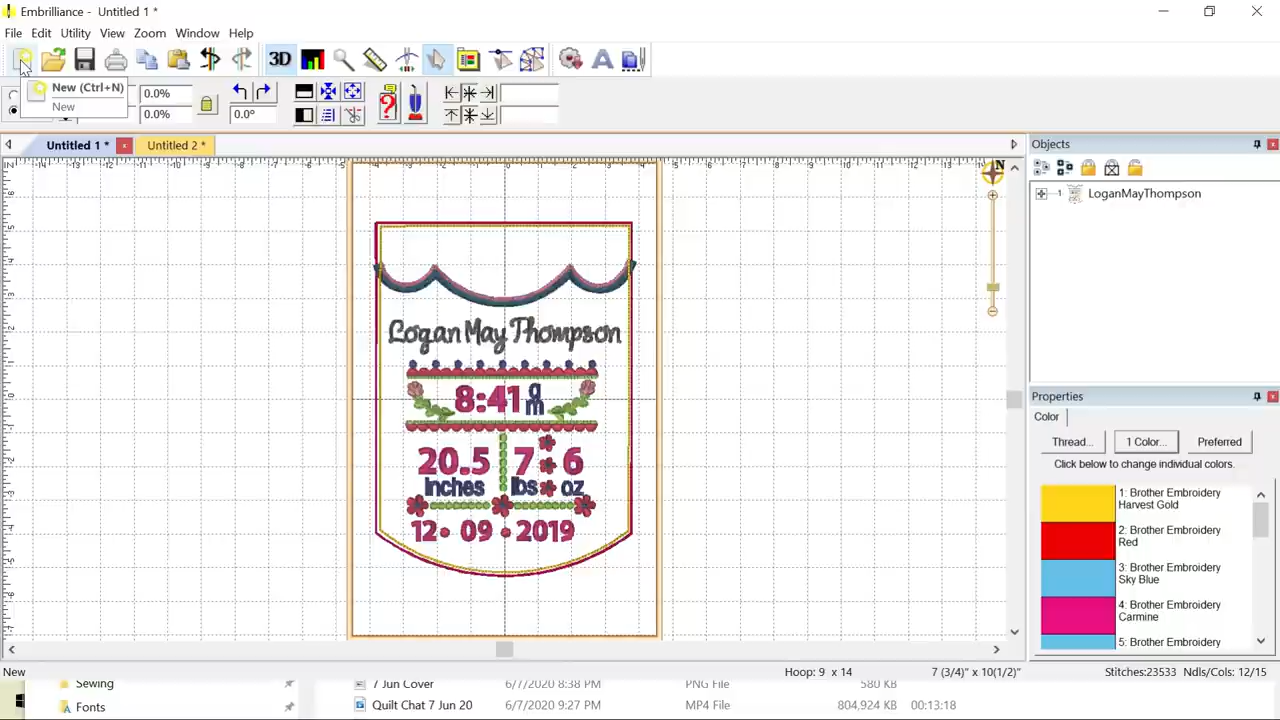 Embrilliance - Untitled 1 *
File Edit Utility View Zoom Window Help
3D
New (Ctrl+N)
New
0.0%
0.0%
0.0º
Untitled 1 *
Untitled 2 *
N
Logan May Thompson
8:41 am
20.5 7 6
inches lbs oz
12 09 2019
Objects
1 LoganMayThompson
Properties
Color
Thread... 1 Color... Preferred
Click below to change individual colors.
1: Brother Embroidery
Harvest Gold
2: Brother Embroidery
Red
3: Brother Embroidery
Sky Blue
4: Brother Embroidery
Carmine
5: Brother Embroidery
New
Hoop: 9 x 14
7 (3/4)" x 10(1/2)"
Stitches:23533 Ndls/Cols: 12/15
Sewing
7 Jun Cover 6/7/2020 8:38 PM PNG File 580 KB
Fonts
Quilt Chat 7 Jun 20 6/7/2020 9:27 PM MP4 File 804,924 KB 00:13:18